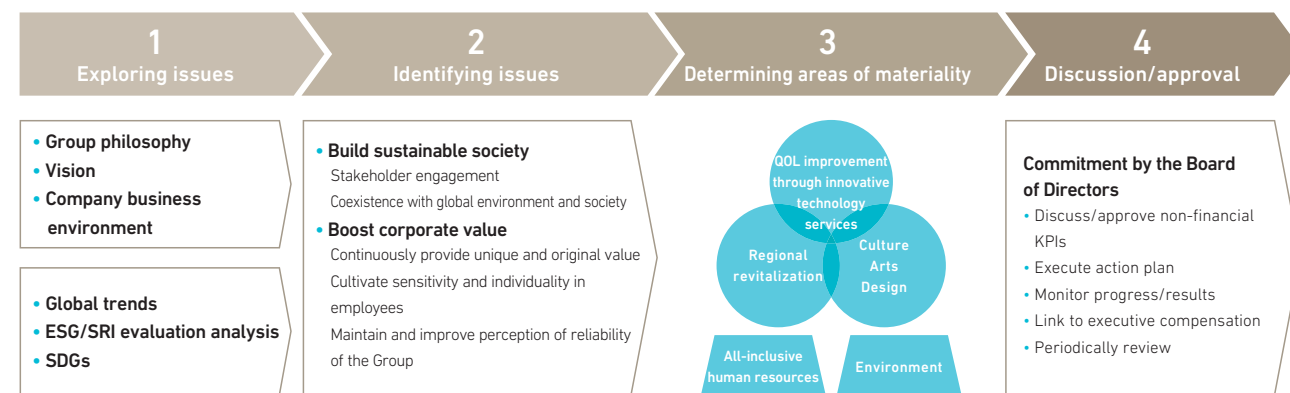 1
Exploring issues
2
Identifying issues
3
Determining areas of materiality
4
Discussion/approval
• Group philosophy
• Vision
• Company business
environment
• Global trends
• ESG/SRI evaluation analysis
• SDGs
• Build sustainable society
Stakeholder engagement
Coexistence with global environment and society
• Boost corporate value
Continuously provide unique and original value
Cultivate sensitivity and individuality in
employees
Maintain and improve perception of reliability
of the Group
QOL improvement
through innovative
technology
services
Regional
revitalization
Culture
Arts
Design
All-inclusive
human resources
Environment
Commitment by the Board
of Directors
• Discuss/approve non-financial
KPIs
• Execute action plan
• Monitor progress/results
• Link to executive compensation
• Periodically review